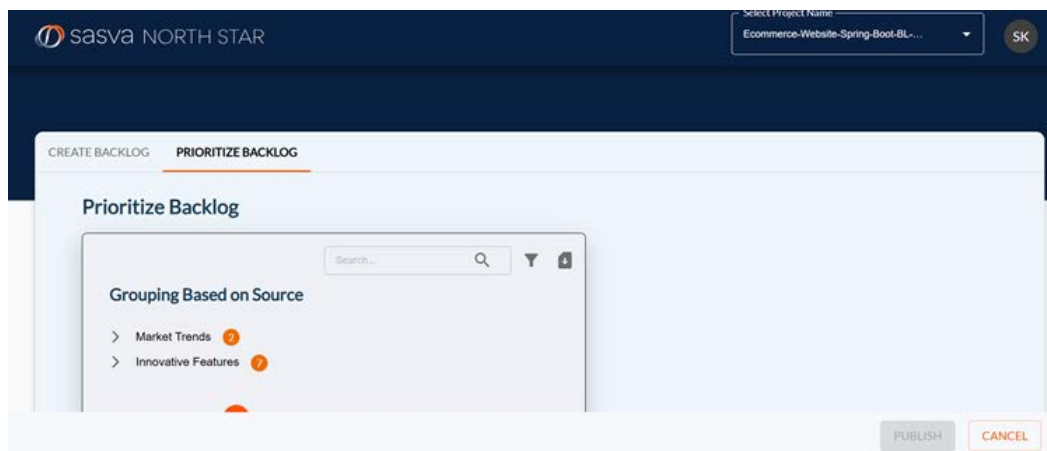 Select Project Name
sasva NORTH STAR
Ecommerce-Website-Spring-Boot-BL-...
SK
CREATE BACKLOG PRIORITIZE BACKLOG
Prioritize Backlog
Search...
Grouping Based on Source
Market Trends 2
Innovative Features 7
PUBLISH CANCEL